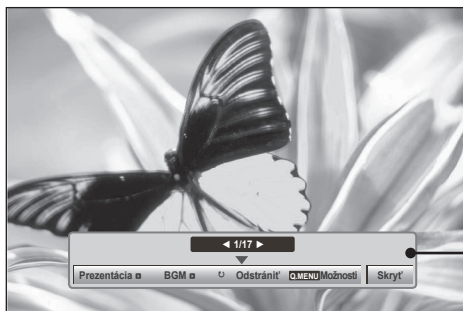 ◀ 1/17 ▶
Prezentácia BGM ↻ Odstrániť Q.MENU Možnosti Skryť